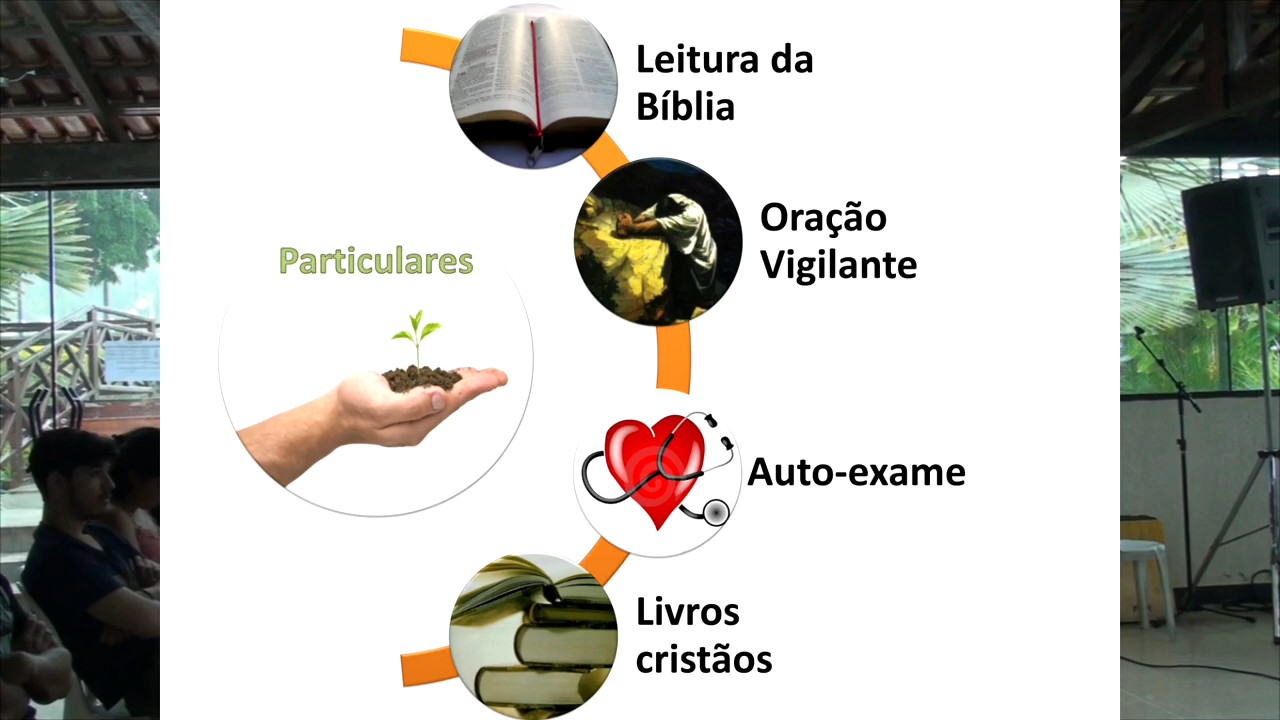 Leitura da
Bíblia
Oração
Vigilante
Particulares
Auto-exame
Livros
cristãos